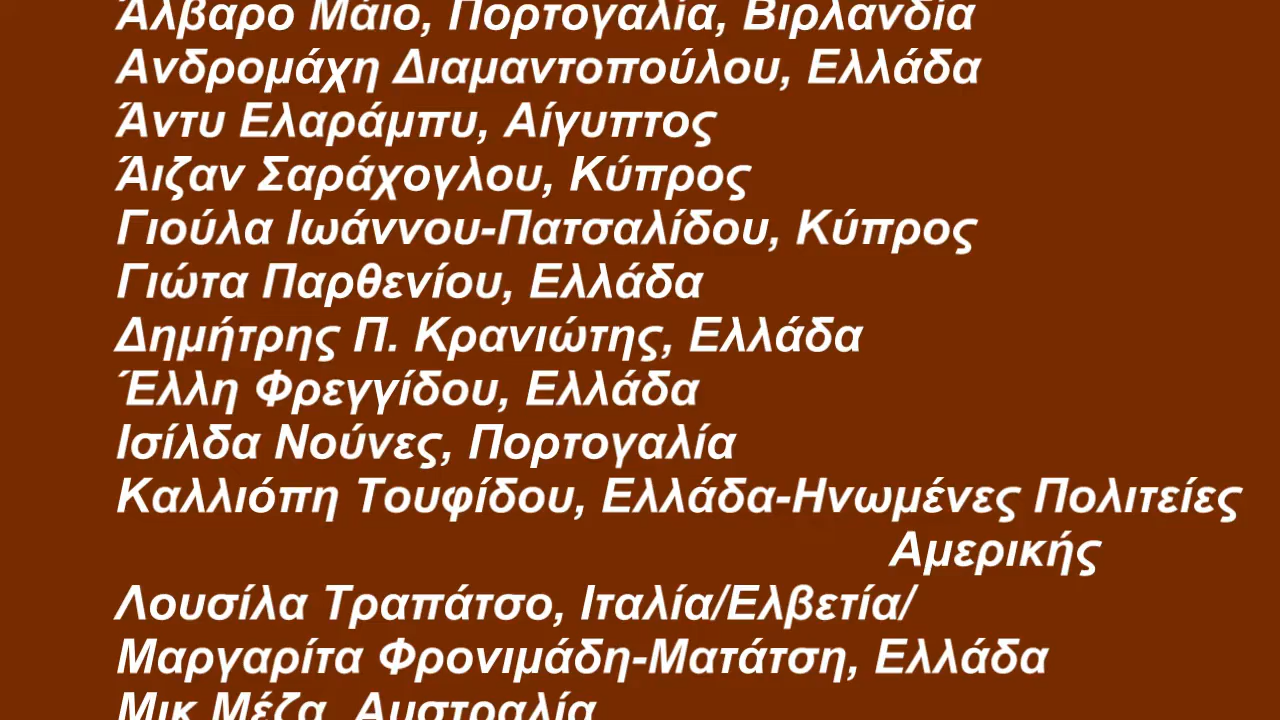 Άλβαρο Μάιο, Πορτογαλία, Βιρλανδία
Ανδρομάχη Διαμαντοπούλου, Ελλάδα
Άντυ Ελαράμπυ, Αίγυπτος
Άιζαν Σαράχογλου, Κύπρος
Γιούλα Ιωάννου-Πατσαλίδου, Κύπρος
Γιώτα Παρθενίου, Ελλάδα
Δημήτρης Π. Κρανιώτης, Ελλάδα
Έλλη Φρεγγίδου, Ελλάδα
Ισίλδα Νούνες, Πορτογαλία
Καλλιόπη Τουφίδου, Ελλάδα-Ηνωμένες Πολιτείες
Αμερικής
Λουσίλα Τραπάτσο, Ιταλία/Ελβετία/
Μαργαρίτα Φρονιμάδη-Ματάτση, Ελλάδα
Μικ Μέζα, Αυστραλία